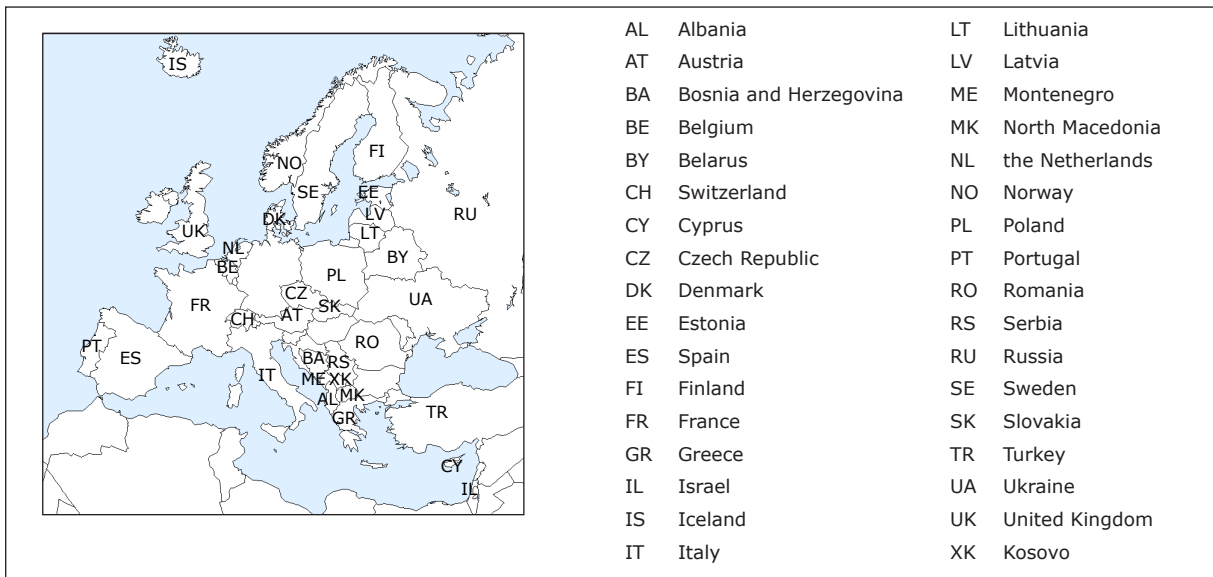 IS
NO
FI
SE
EE
RU
DK
LV
LT
UK
NL
BY
BE
PL
CZ
UA
FR
SK
CH
AT
RO
PT
ES
BA
RS
IT
ME
XK
AL
MK
GR
TR
CY
IL
AL Albania
AT Austria
BA Bosnia and Herzegovina
BE Belgium
BY Belarus
CH Switzerland
CY Cyprus
CZ Czech Republic
DK Denmark
EE Estonia
ES Spain
FI Finland
FR France
GR Greece
IL Israel
IS Iceland
IT Italy
LT Lithuania
LV Latvia
ME Montenegro
MK North Macedonia
NL the Netherlands
NO Norway
PL Poland
PT Portugal
RO Romania
RS Serbia
RU Russia
SE Sweden
SK Slovakia
TR Turkey
UA Ukraine
UK United Kingdom
XK Kosovo